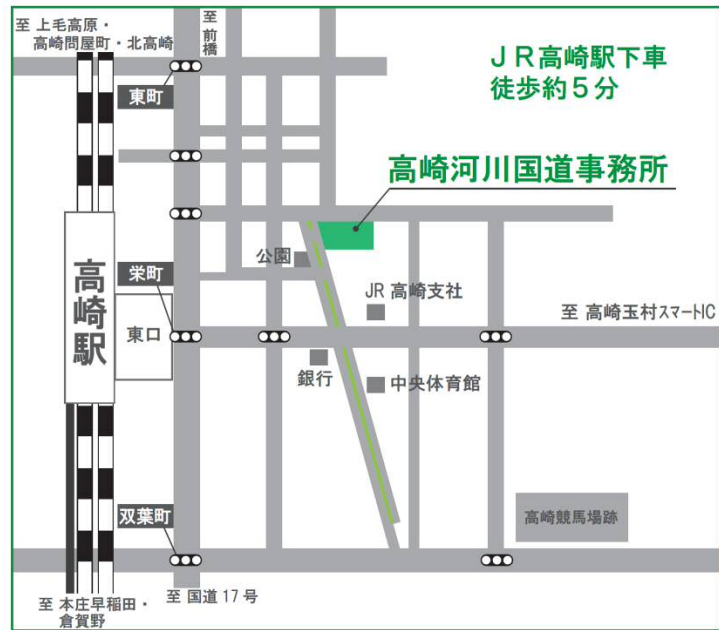 至 上毛高原・
高崎問屋町・北高崎
至 前橋
JR高崎駅下車
徒歩約5分
東町
高崎河川国道事務所
公園
栄町
JR 高崎支社
高崎駅
東口
至 高崎玉村スマートIC
銀行
中央体育館
双葉町
高崎競馬場跡
至 国道17号
至 本庄早稲田・
倉賀野